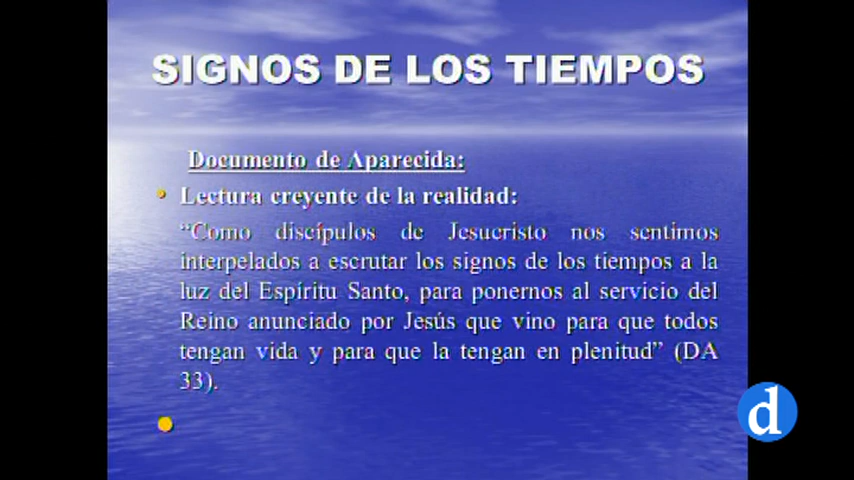 SIGNOS DE LOS TIEMPOS
Documento de Aparecida:
Lectura creyente de la realidad:
“Como discípulos de Jesucristo nos sentimos
interpelados a escrutar los signos de los tiempos a la
luz del Espíritu Santo, para ponernos al servicio del
Reino anunciado por Jesús que vino para que todos
tengan vida y para que la tengan en plenitud” (DA
33).
d